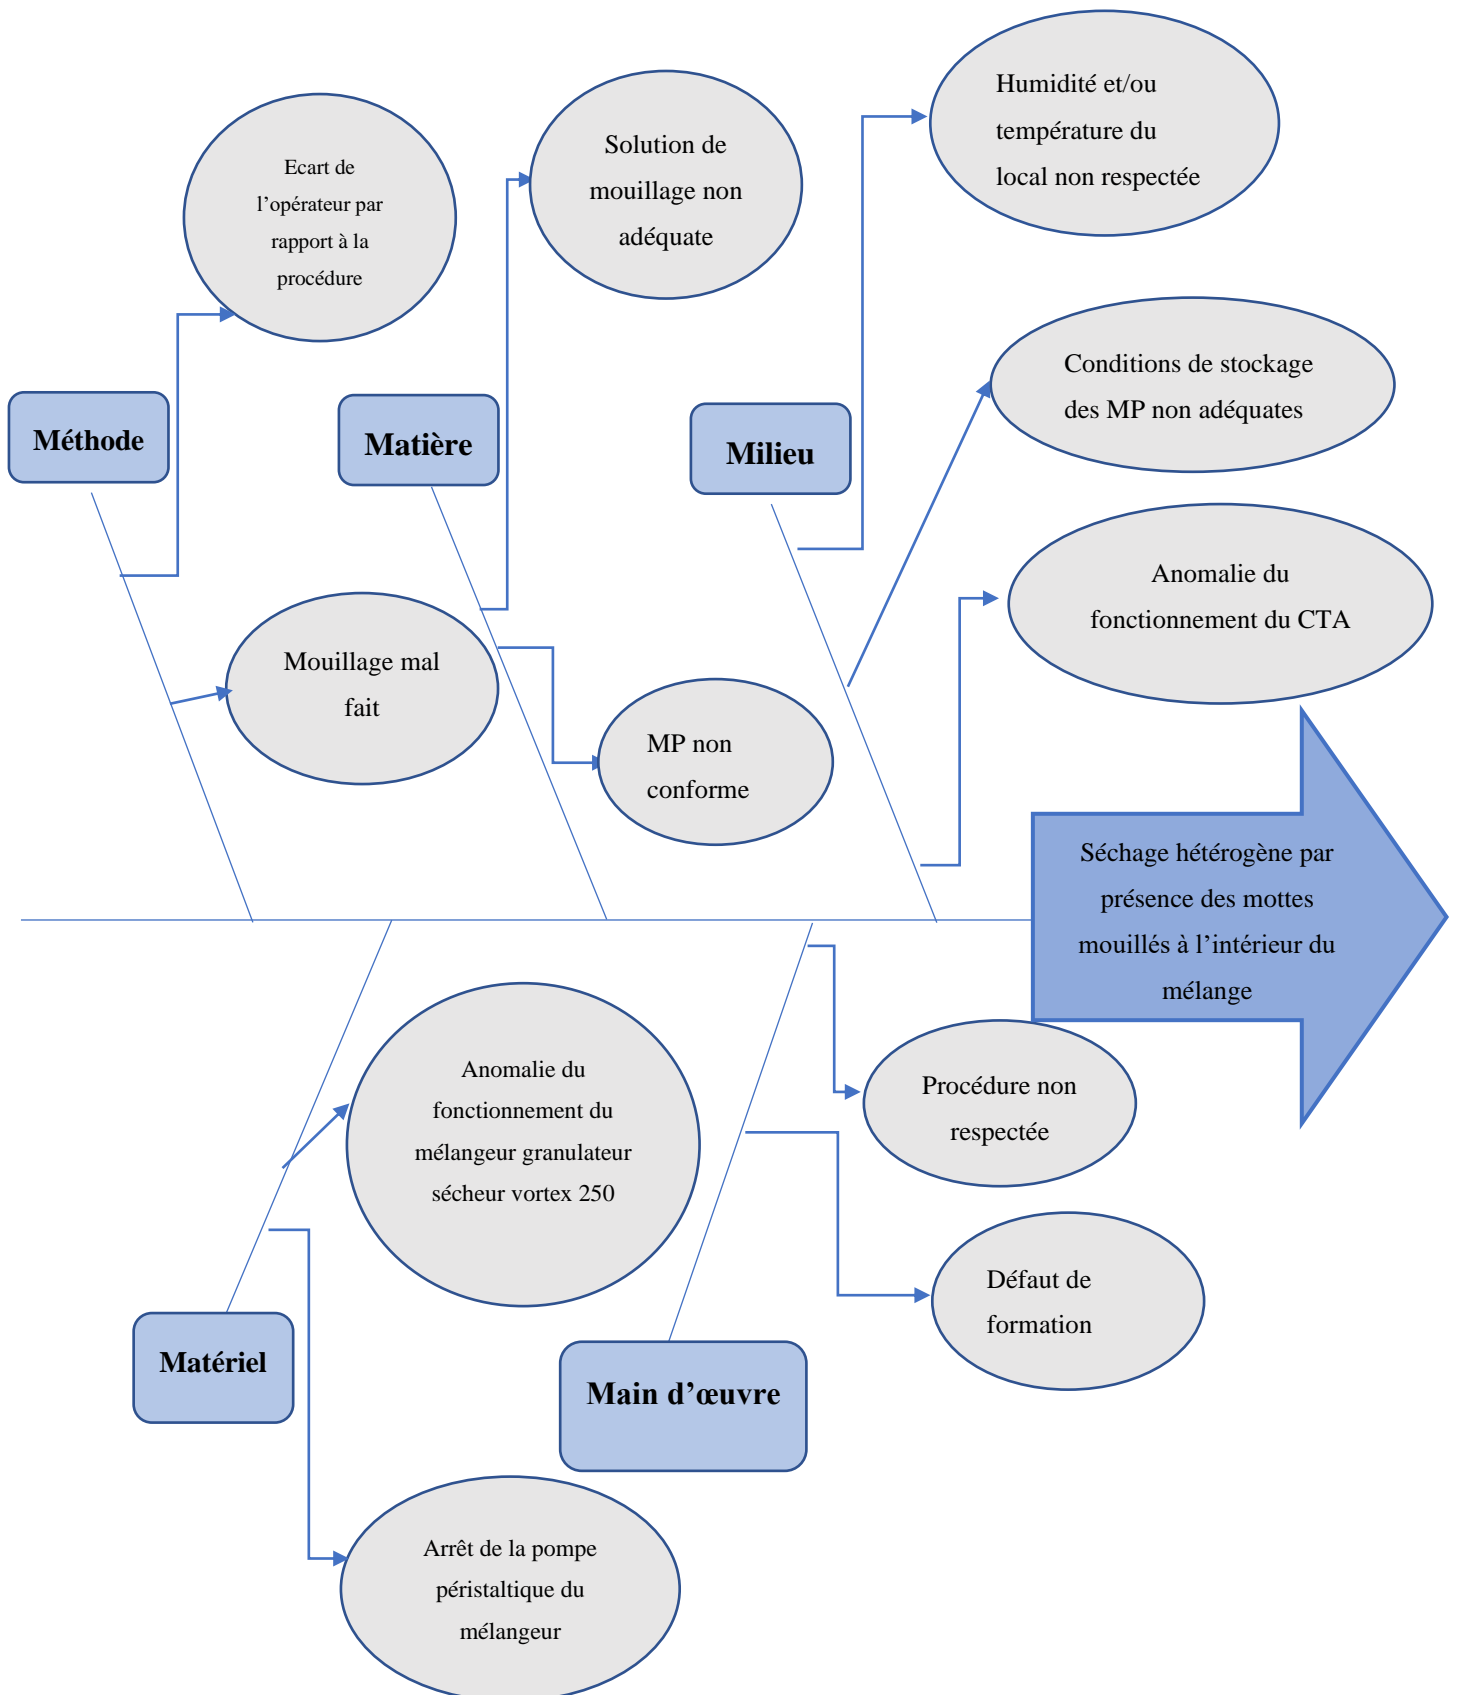 Humidité et/ou
température du
local non respectée
Solution de
mouillage non
adéquate
Ecart de
l’opérateur par
rapport à la
procédure
Conditions de stockage
des MP non adéquates
Méthode
Matière
Milieu
Anomalie du
fonctionnement du CTA
Mouillage mal
fait
MP non
conforme
Séchage hétérogène par
présence des mottes
mouillés à l’intérieur du
mélange
Anomalie du
fonctionnement du
mélangeur granulateur
sécheur vortex 250
Procédure non
respectée
Défaut de
formation
Matériel
Main d’œuvre
Arrêt de la pompe
péristaltique du
mélangeur